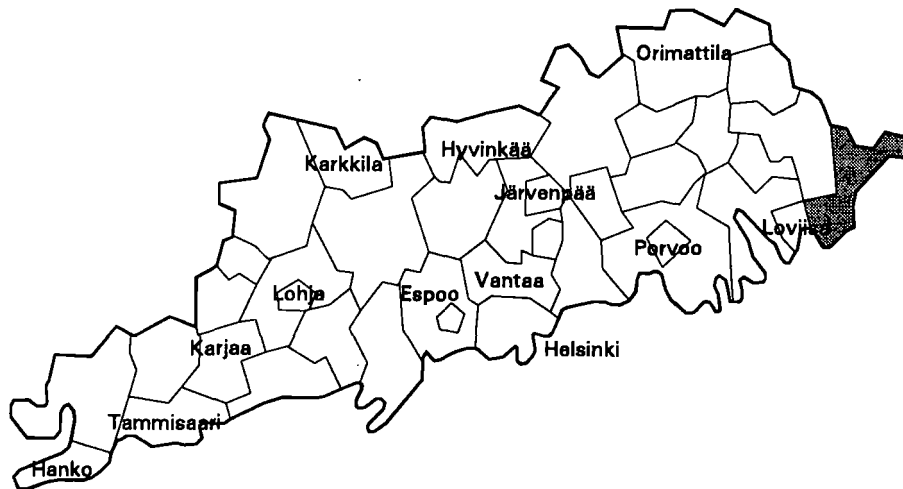 Orimattila
Karkkila
Hyvinkää
Järvenpää
Loviisa
Porvoo
Vantaa
Lohja
Espoo
Karjaa
Helsinki
Tammisaari
Hanko